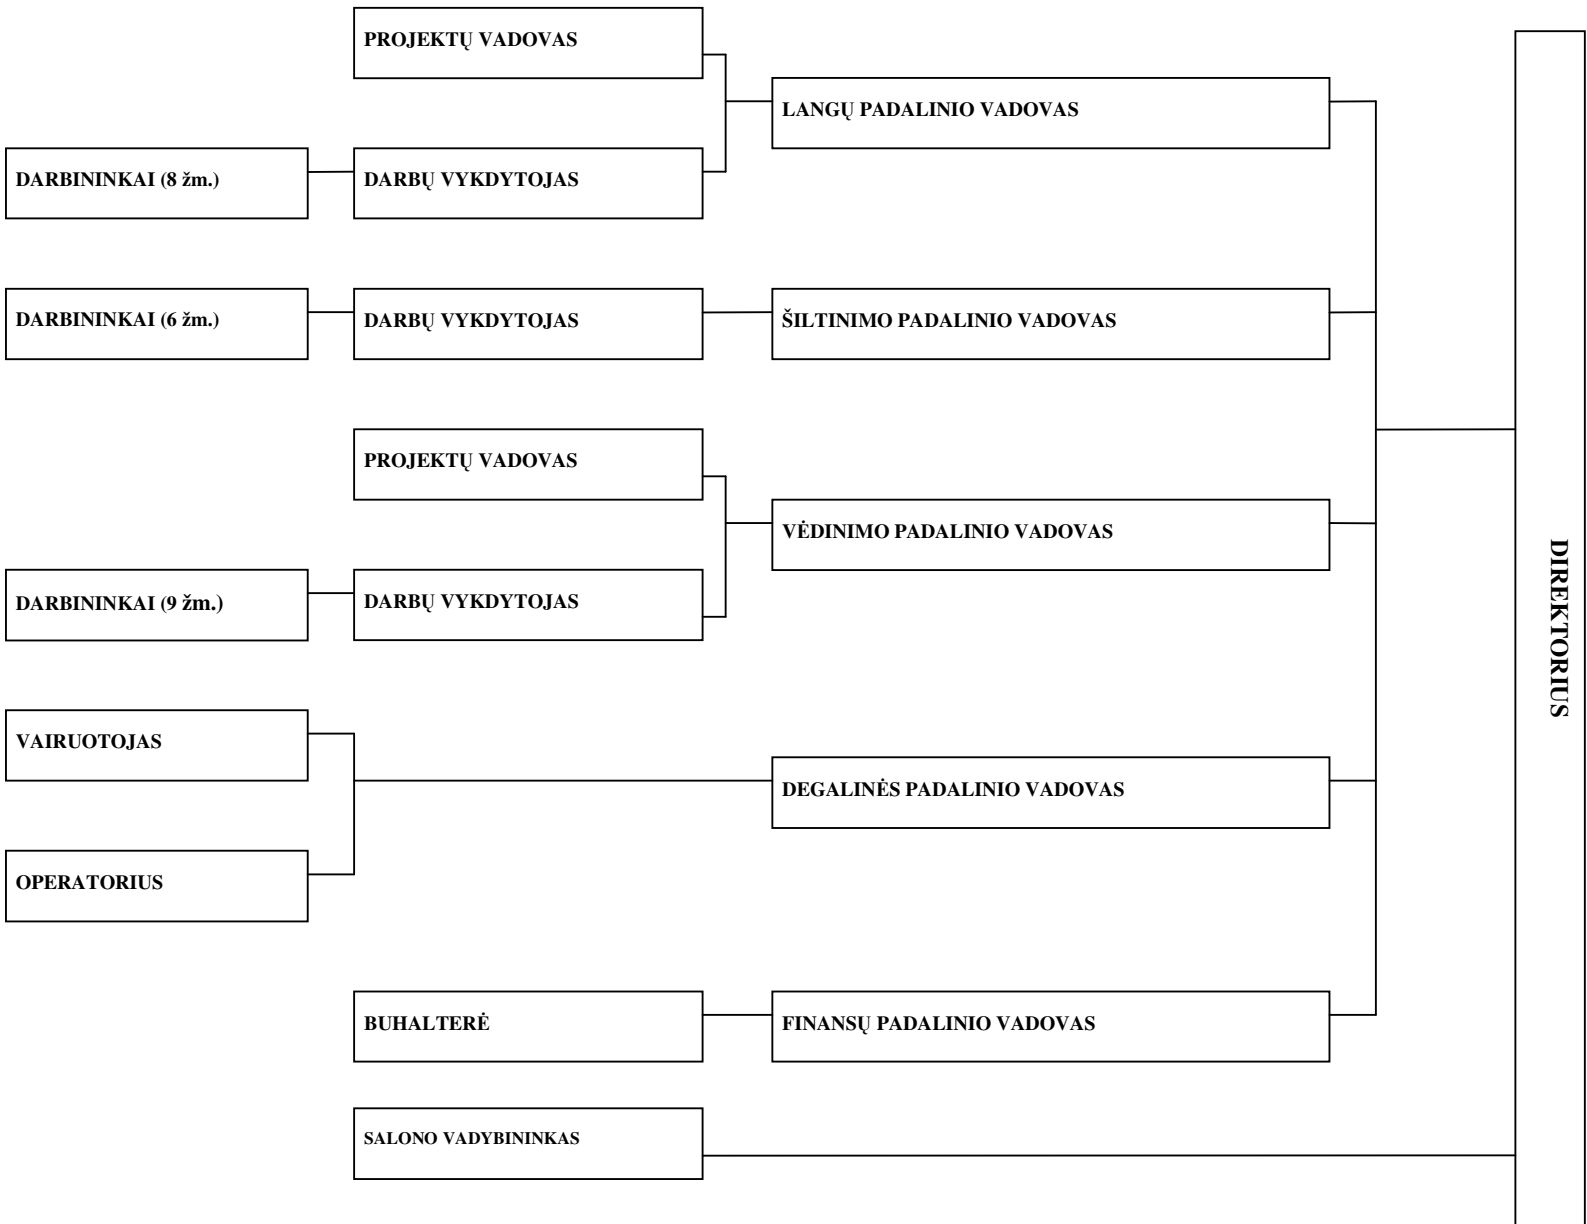 PROJEKTŲ VADOVAS
LANGŲ PADALINIO VADOVAS
DARBININKAI (8 žm.)
DARBŲ VYKDYTOJAS
DARBININKAI (6 žm.)
DARBŲ VYKDYTOJAS
ŠILTINIMO PADALINIO VADOVAS
PROJEKTŲ VADOVAS
VĖDINIMO PADALINIO VADOVAS
DARBININKAI (9 žm.)
DARBŲ VYKDYTOJAS
DIREKTORIUS
VAIRUOTOJAS
DEGALINĖS PADALINIO VADOVAS
OPERATORIUS
BUHALTERĖ
FINANSŲ PADALINIO VADOVAS
SALONO VADYBININKAS